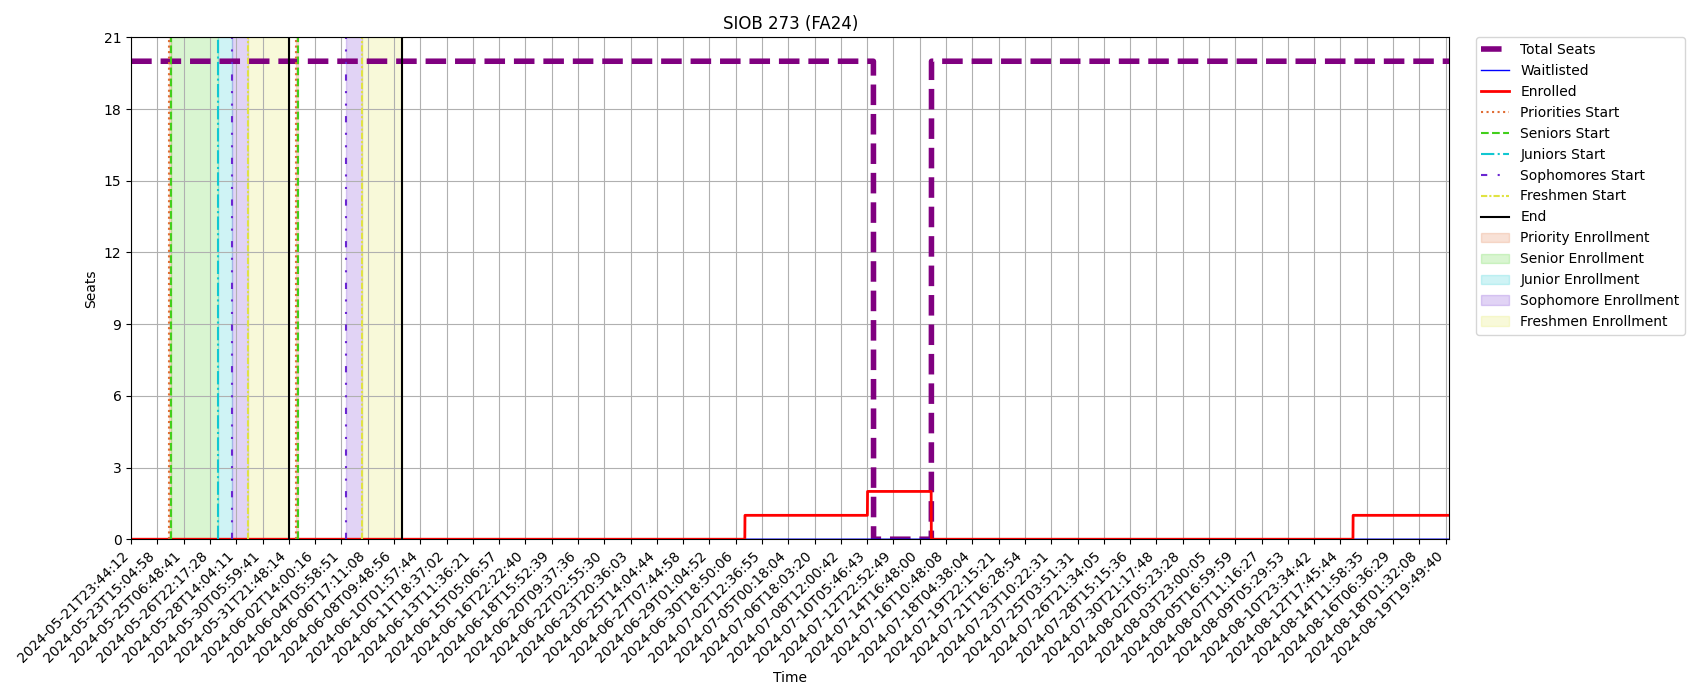 SIOB 273 (FA24)
Seats
21
18
15
12
9
6
3
0
2024-05-21T23:44:12
2024-05-23T15:04:58
2024-05-25T06:48:41
2024-05-26T22:17:28
2024-05-28T14:04:11
2024-05-30T05:59:41
2024-05-31T21:48:14
2024-06-02T14:00:16
2024-06-04T05:58:51
2024-06-06T17:11:08
2024-06-08T09:48:56
2024-06-10T01:57:44
2024-06-11T18:37:02
2024-06-13T11:36:21
2024-06-15T05:06:57
2024-06-16T22:22:40
2024-06-18T15:52:39
2024-06-20T09:37:36
2024-06-22T02:55:30
2024-06-23T20:36:03
2024-06-25T14:04:44
2024-06-27T07:44:58
2024-06-29T01:04:52
2024-06-30T18:50:06
2024-07-02T12:36:55
2024-07-05T00:18:04
2024-07-06T18:03:20
2024-07-08T12:00:42
2024-07-10T05:46:43
2024-07-12T22:52:49
2024-07-14T16:48:00
2024-07-16T10:48:08
2024-07-18T04:38:04
2024-07-19T22:15:21
2024-07-21T16:28:54
2024-07-23T10:22:31
2024-07-25T03:51:31
2024-07-26T21:34:05
2024-07-28T15:15:36
2024-07-30T21:17:48
2024-08-02T05:23:28
2024-08-03T23:00:05
2024-08-05T16:59:59
2024-08-07T11:16:27
2024-08-09T05:29:53
2024-08-10T23:34:42
2024-08-12T17:45:44
2024-08-14T11:58:35
2024-08-16T06:36:29
2024-08-18T01:32:08
2024-08-19T19:49:40
Time
Total Seats
Waitlisted
Enrolled
Priorities Start
Seniors Start
Juniors Start
Sophomores Start
Freshmen Start
End
Priority Enrollment
Senior Enrollment
Junior Enrollment
Sophomore Enrollment
Freshmen Enrollment